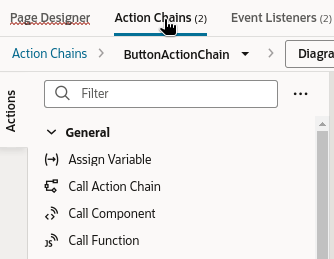 Page Designer Action Chains (2) Event Listeners (2)
Action Chains > ButtonActionChain > Diagra
Actions
Filter
General
Assign Variable
Call Action Chain
Call Component
Call Function